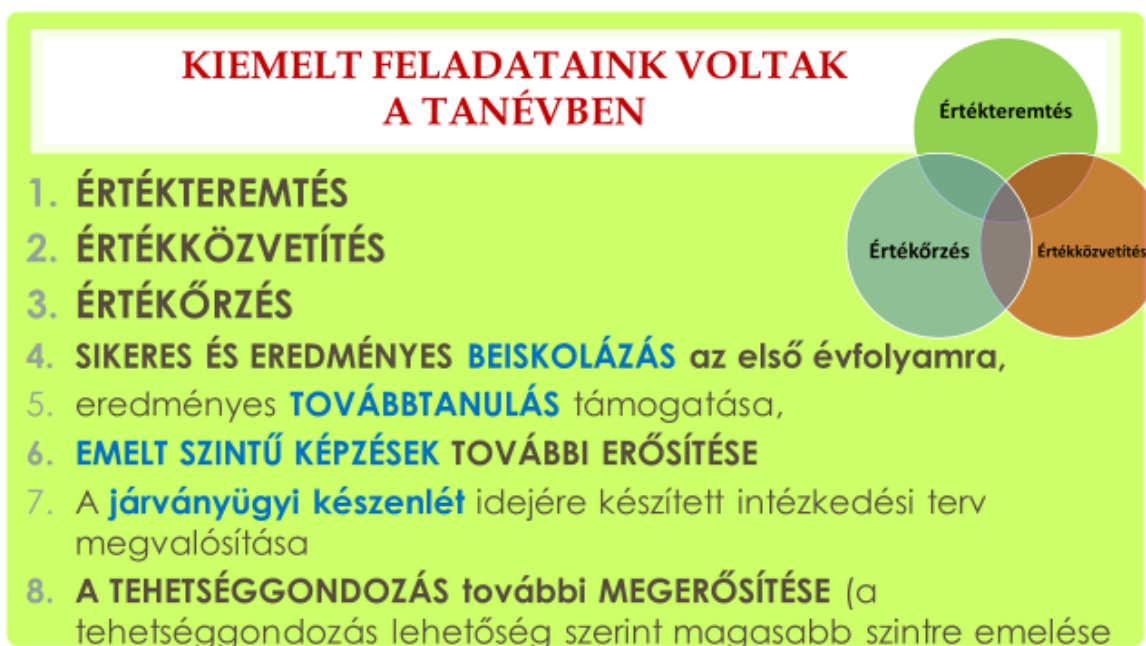 KIEMELT FELADATAINK VOLTAK
A TANÉVBEN
Értékteremtés
Értékőrzés
Értékközvetítés
1. ÉRTÉKTEREMTÉS
2. ÉRTÉKKÖZVETÍTÉS
3. ÉRTÉKŐRZÉS
4. SIKERES ÉS EREDMÉNYES BEISKOLÁZÁS az első évfolyamra,
5. eredményes TOVÁBBTANULÁS támogatása,
6. EMELT SZINTŰ KÉPZÉSEK TOVÁBBI ERŐSÍTÉSE
7. A járványügyi készenlét idejére készített intézkedési terv
megvalósítása
8. A TEHETSÉGGONDOZÁS további MEGERŐSÍTÉSE (a
tehetséggondozás lehetőség szerint magasabb szintre emelése